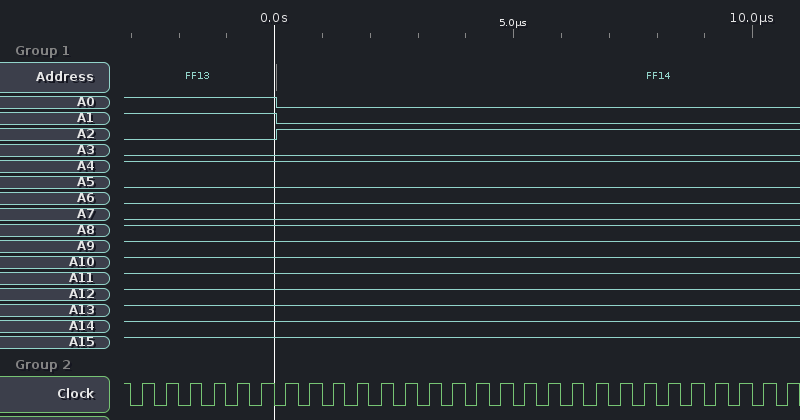 0.0s 5.0µs 10.0µs
Group 1
Address FF13 FF14
A0
A1
A2
A3
A4
A5
A6
A7
A8
A9
A10
A11
A12
A13
A14
A15
Group 2
Clock